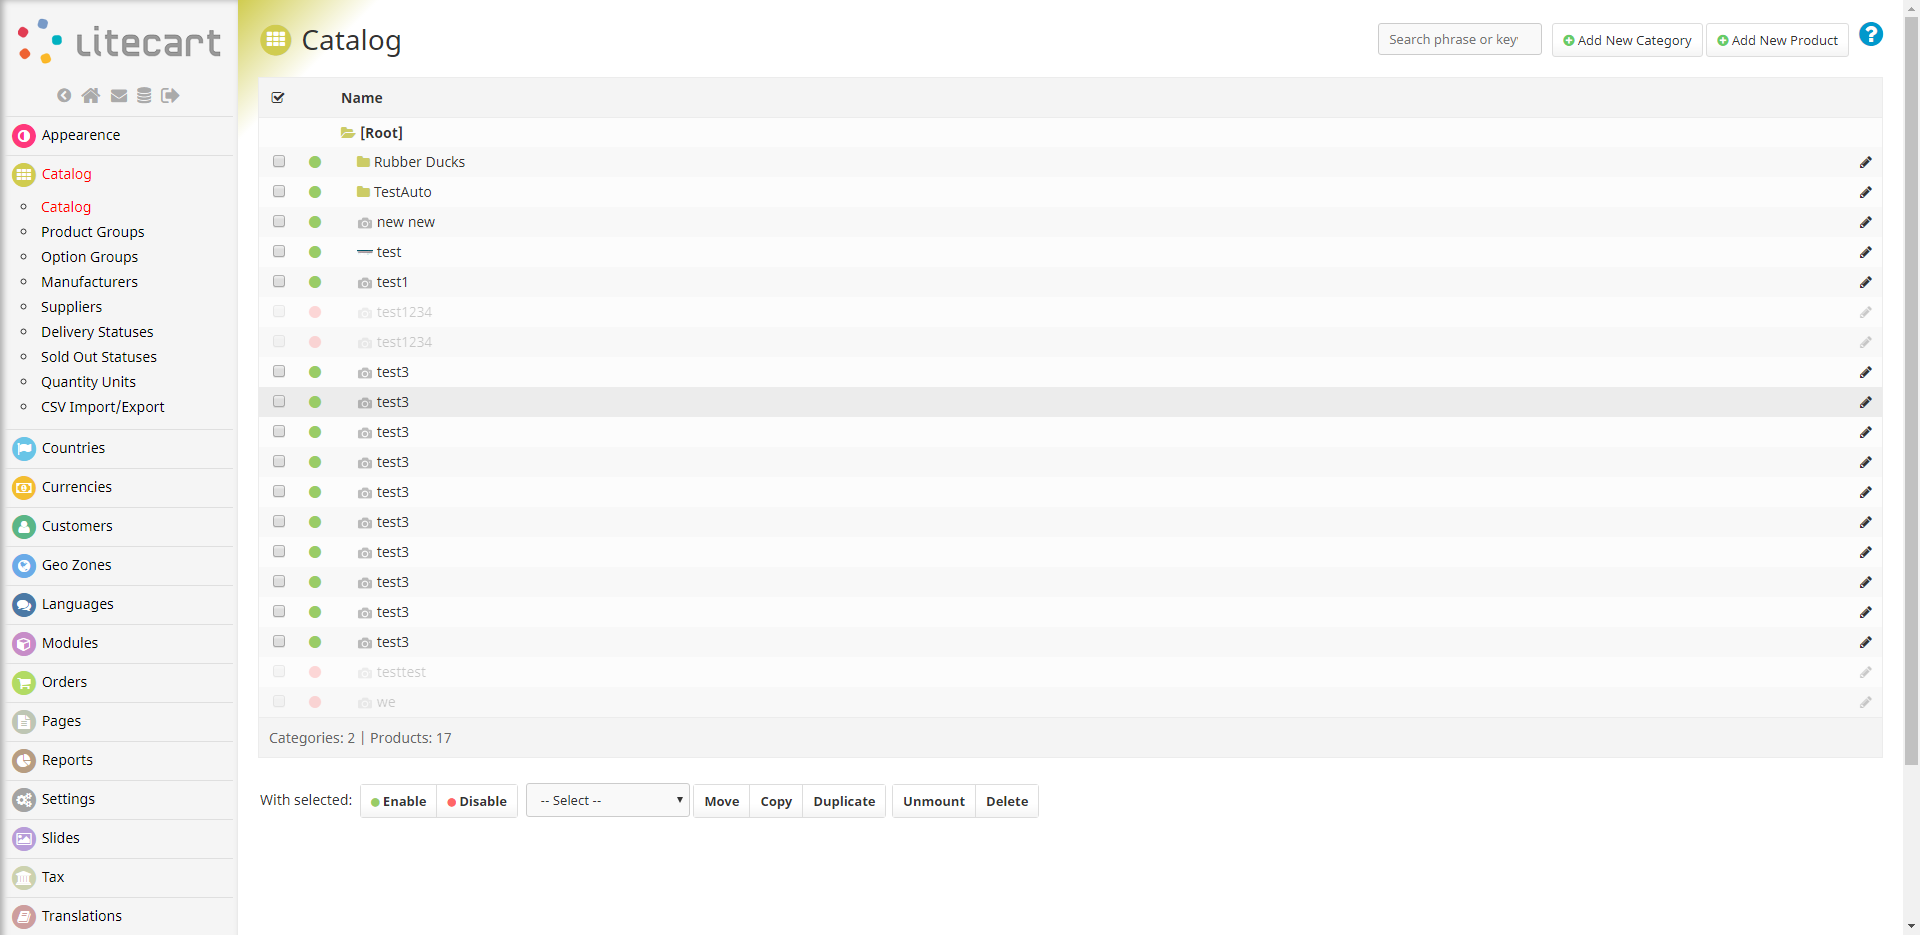 litecart
Appearence
Catalog
Catalog
Product Groups
Option Groups
Manufacturers
Suppliers
Delivery Statuses
Sold Out Statuses
Quantity Units
CSV Import/Export
Countries
Currencies
Customers
Geo Zones
Languages
Modules
Orders
Pages
Reports
Settings
Slides
Tax
Translations
Catalog
Search phrase or key
Add New Category
Add New Product
?
Name
[Root]
Rubber Ducks
TestAuto
new new
test
test1
test1234
test1234
test3
test3
test3
test3
test3
test3
test3
test3
test3
test3
testtest
we
Categories: 2 | Products: 17
With selected: Enable Disable -- Select -- Move Copy Duplicate Unmount Delete